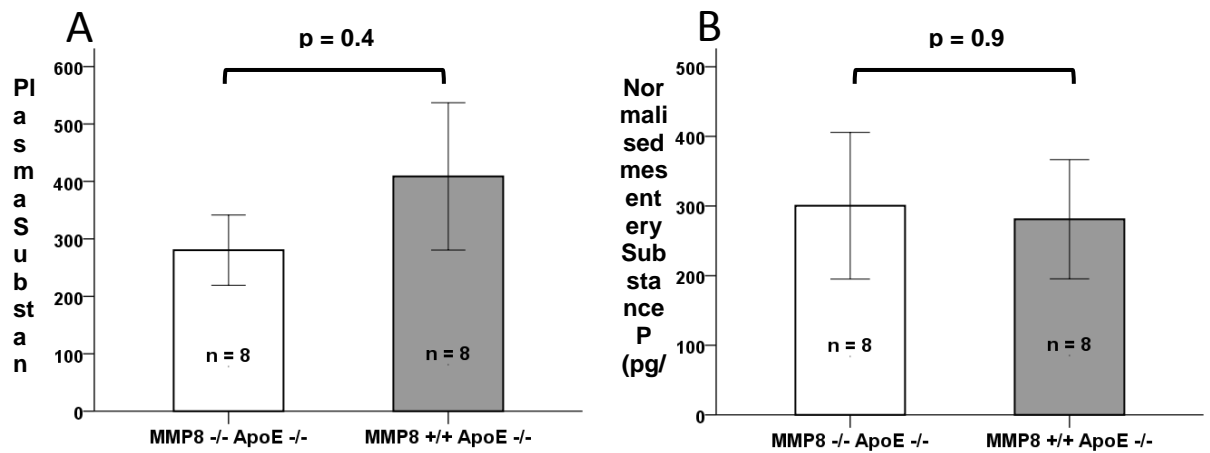 A
p = 0.4
600
500
400
300
200
100
0
Pl
a
s
m
a
S
u
b
st
a
n
n = 8
n = 8
MMP8 -/- ApoE -/-
MMP8 +/+ ApoE -/-
B
p = 0.9
500
400
300
200
100
0
Nor
mali
sed
mes
ent
ery
Sub
sta
nce
P
(pg/
n = 8
n = 8
MMP8 -/- ApoE -/-
MMP8 +/+ ApoE -/-